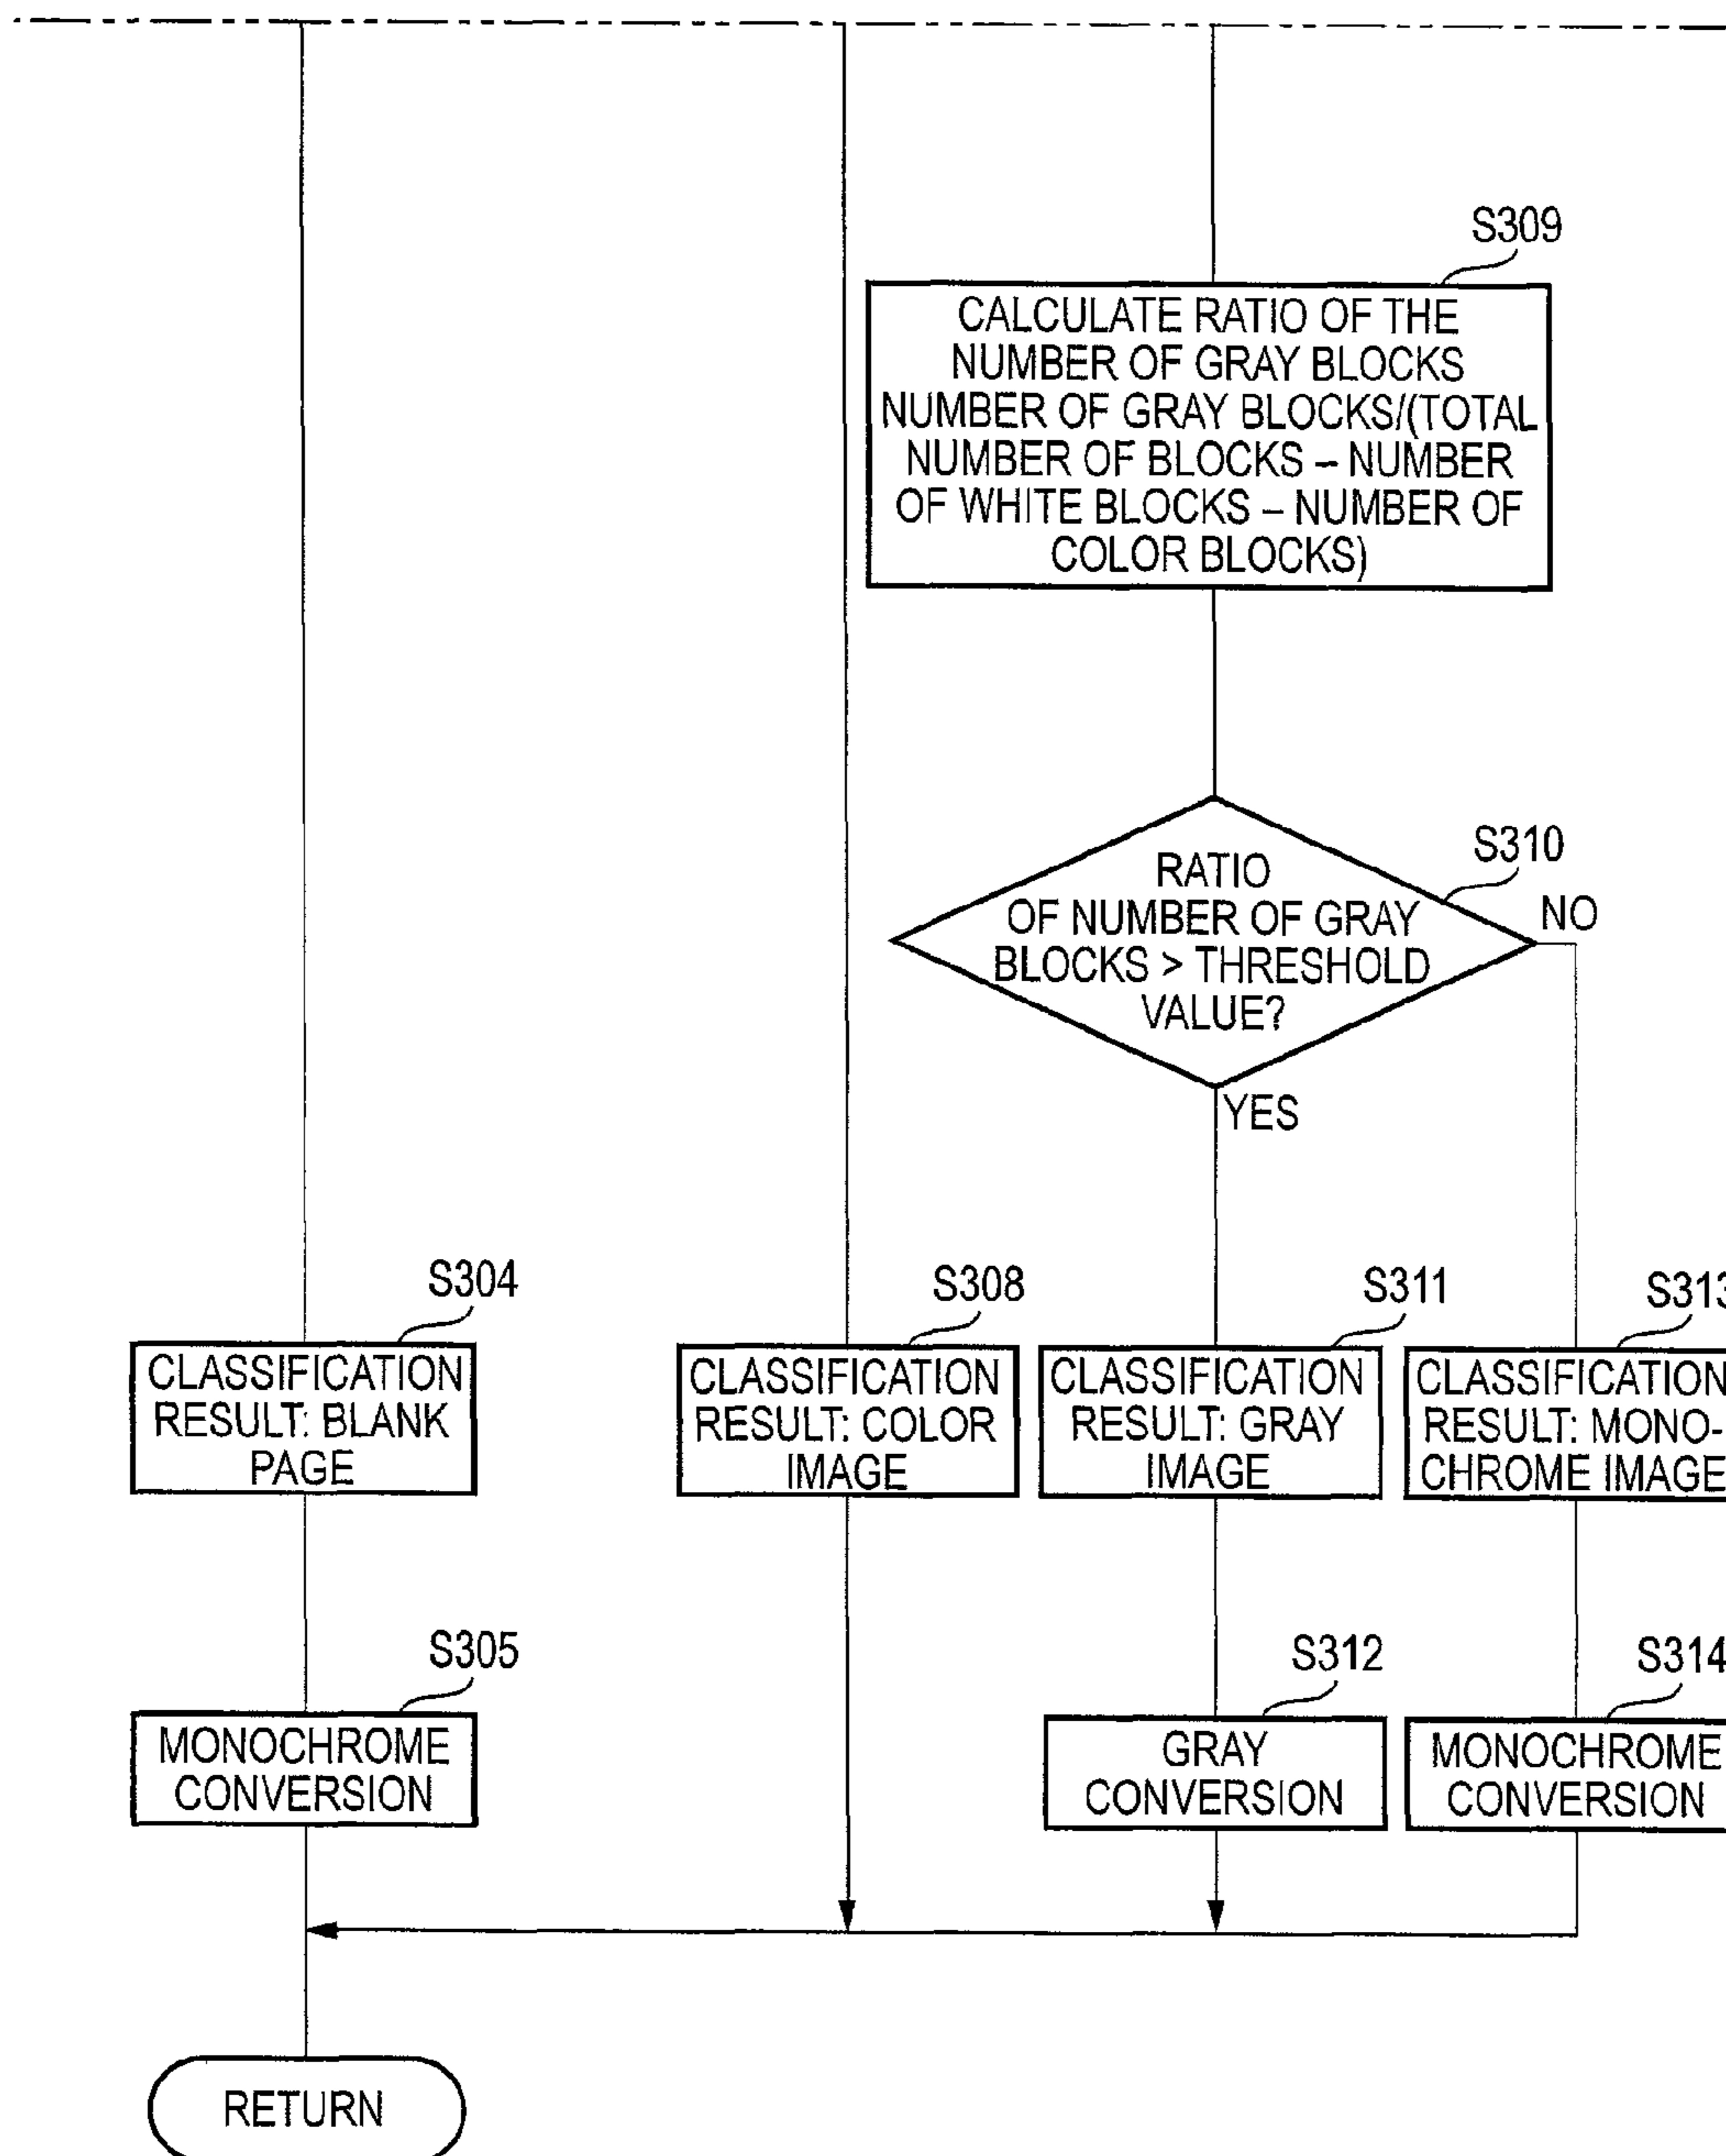 S309
CALCULATE RATIO OF THE
NUMBER OF GRAY BLOCKS
NUMBER OF GRAY BLOCKS/(TOTAL
NUMBER OF BLOCKS – NUMBER
OF WHITE BLOCKS – NUMBER OF
COLOR BLOCKS)
S310
RATIO
OF NUMBER OF GRAY
BLOCKS > THRESHOLD
VALUE?
NO
YES
S304
CLASSIFICATION
RESULT: BLANK
PAGE
S308
CLASSIFICATION
RESULT: COLOR
IMAGE
S311
CLASSIFICATION
RESULT: GRAY
IMAGE
S313
CLASSIFICATION
RESULT: MONO-
CHROME IMAGE
S305
MONOCHROME
CONVERSION
S312
GRAY
CONVERSION
S314
MONOCHROME
CONVERSION
RETURN